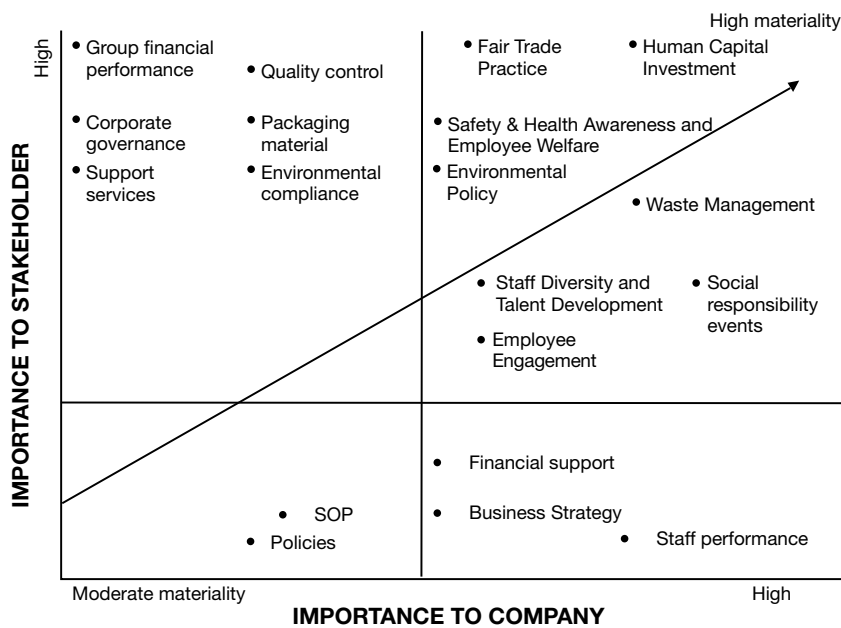 High materiality
High
Group financial
performance
Quality control
Fair Trade
Practice
Human Capital
Investment
Corporate
governance
Packaging
material
Safety & Health Awareness and
Employee Welfare
Support
services
Environmental
compliance
Environmental
Policy
Waste Management
Staff Diversity and
Talent Development
Social
responsibility
events
Employee
Engagement
IMPORTANCE TO STAKEHOLDER
Financial support
SOP
Business Strategy
Policies
Staff performance
Moderate materiality
High
IMPORTANCE TO COMPANY